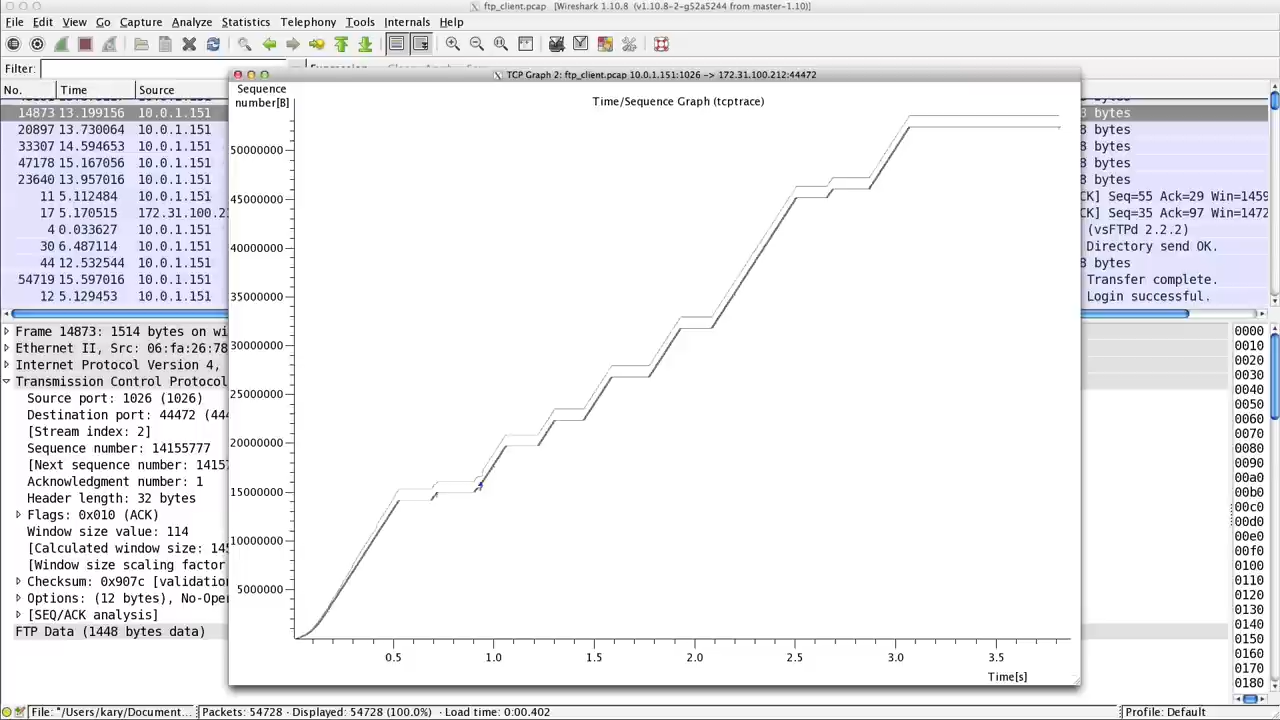 ftp_client.pcap [Wireshark 1.10.8 (v1.10.8-2-g52a5244 from master-1.10)]
File Edit View Go Capture Analyze Statistics Telephony Tools Internals Help
Filter:
TCP Graph 2: ftp_client.pcap 10.0.1.151:1026 -> 172.31.100.212:44472
No. Time Source
14873 13.199156 10.0.1.151
20897 13.730064 10.0.1.151 8 bytes
33307 14.594653 10.0.1.151 8 bytes
47178 15.167056 10.0.1.151 8 bytes
23640 13.957016 10.0.1.151 8 bytes
11 5.112484 10.0.1.151 CK] Seq=55 Ack=29 Win=1459
17 5.170515 172.31.100.2 CK] Seq=35 Ack=97 Win=1472
4 0.033627 10.0.1.151 (vsFTPd 2.2.2)
30 6.487114 10.0.1.151 Directory send OK.
44 12.532544 10.0.1.151 8 bytes
54719 15.597016 10.0.1.151 Transfer complete.
12 5.129453 10.0.1.151 Login successful.
Sequence
number[B]
Time/Sequence Graph (tcptrace)
50000000
45000000
40000000
35000000
30000000
25000000
20000000
15000000
10000000
5000000
0.5 1.0 1.5 2.0 2.5 3.0 3.5
Time[s]
Frame 14873: 1514 bytes on wi
Ethernet II, Src: 06:fa:26:78
Internet Protocol Version 4,
Transmission Control Protocol
Source port: 1026 (1026)
Destination port: 44472 (444
[Stream index: 2]
Sequence number: 14155777
[Next sequence number: 1415
Acknowledgment number: 1
Header length: 32 bytes
Flags: 0x010 (ACK)
Window size value: 114
[Calculated window size: 145
[Window size scaling factor
Checksum: 0x907c [validation
Options: (12 bytes), No-Oper
[SEQ/ACK analysis]
FTP Data (1448 bytes data)
0000
0010
0020
0030
0040
0050
0060
0070
0080
0090
00a0
00b0
00c0
00d0
00e0
00f0
0100
0110
0120
0130
0140
0150
0160
0170
0180
File: "/Users/kary/Document... Packets: 54728 · Displayed: 54728 (100.0%) · Load time: 0:00.402 Profile: Default